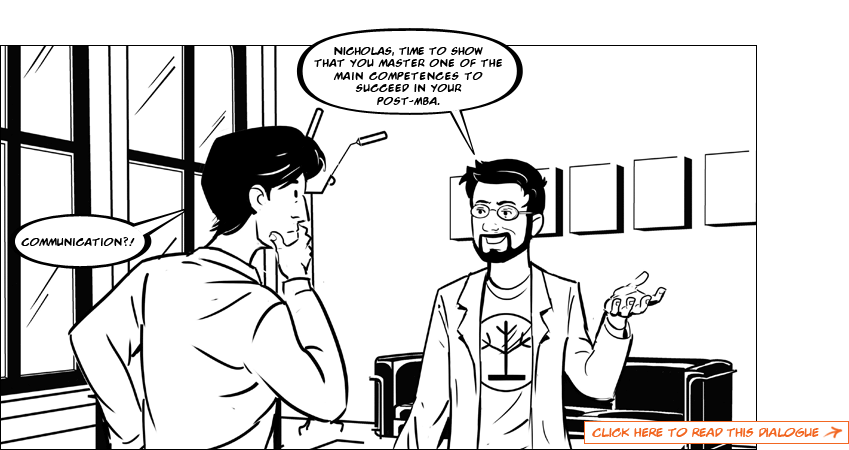 NICHOLAS, TIME TO SHOW
THAT YOU MASTER ONE OF THE
MAIN COMPETENCES TO
SUCCEED IN YOUR
POST-MBA.
COMMUNICATION?!
CLICK HERE TO READ THIS DIALOGUE